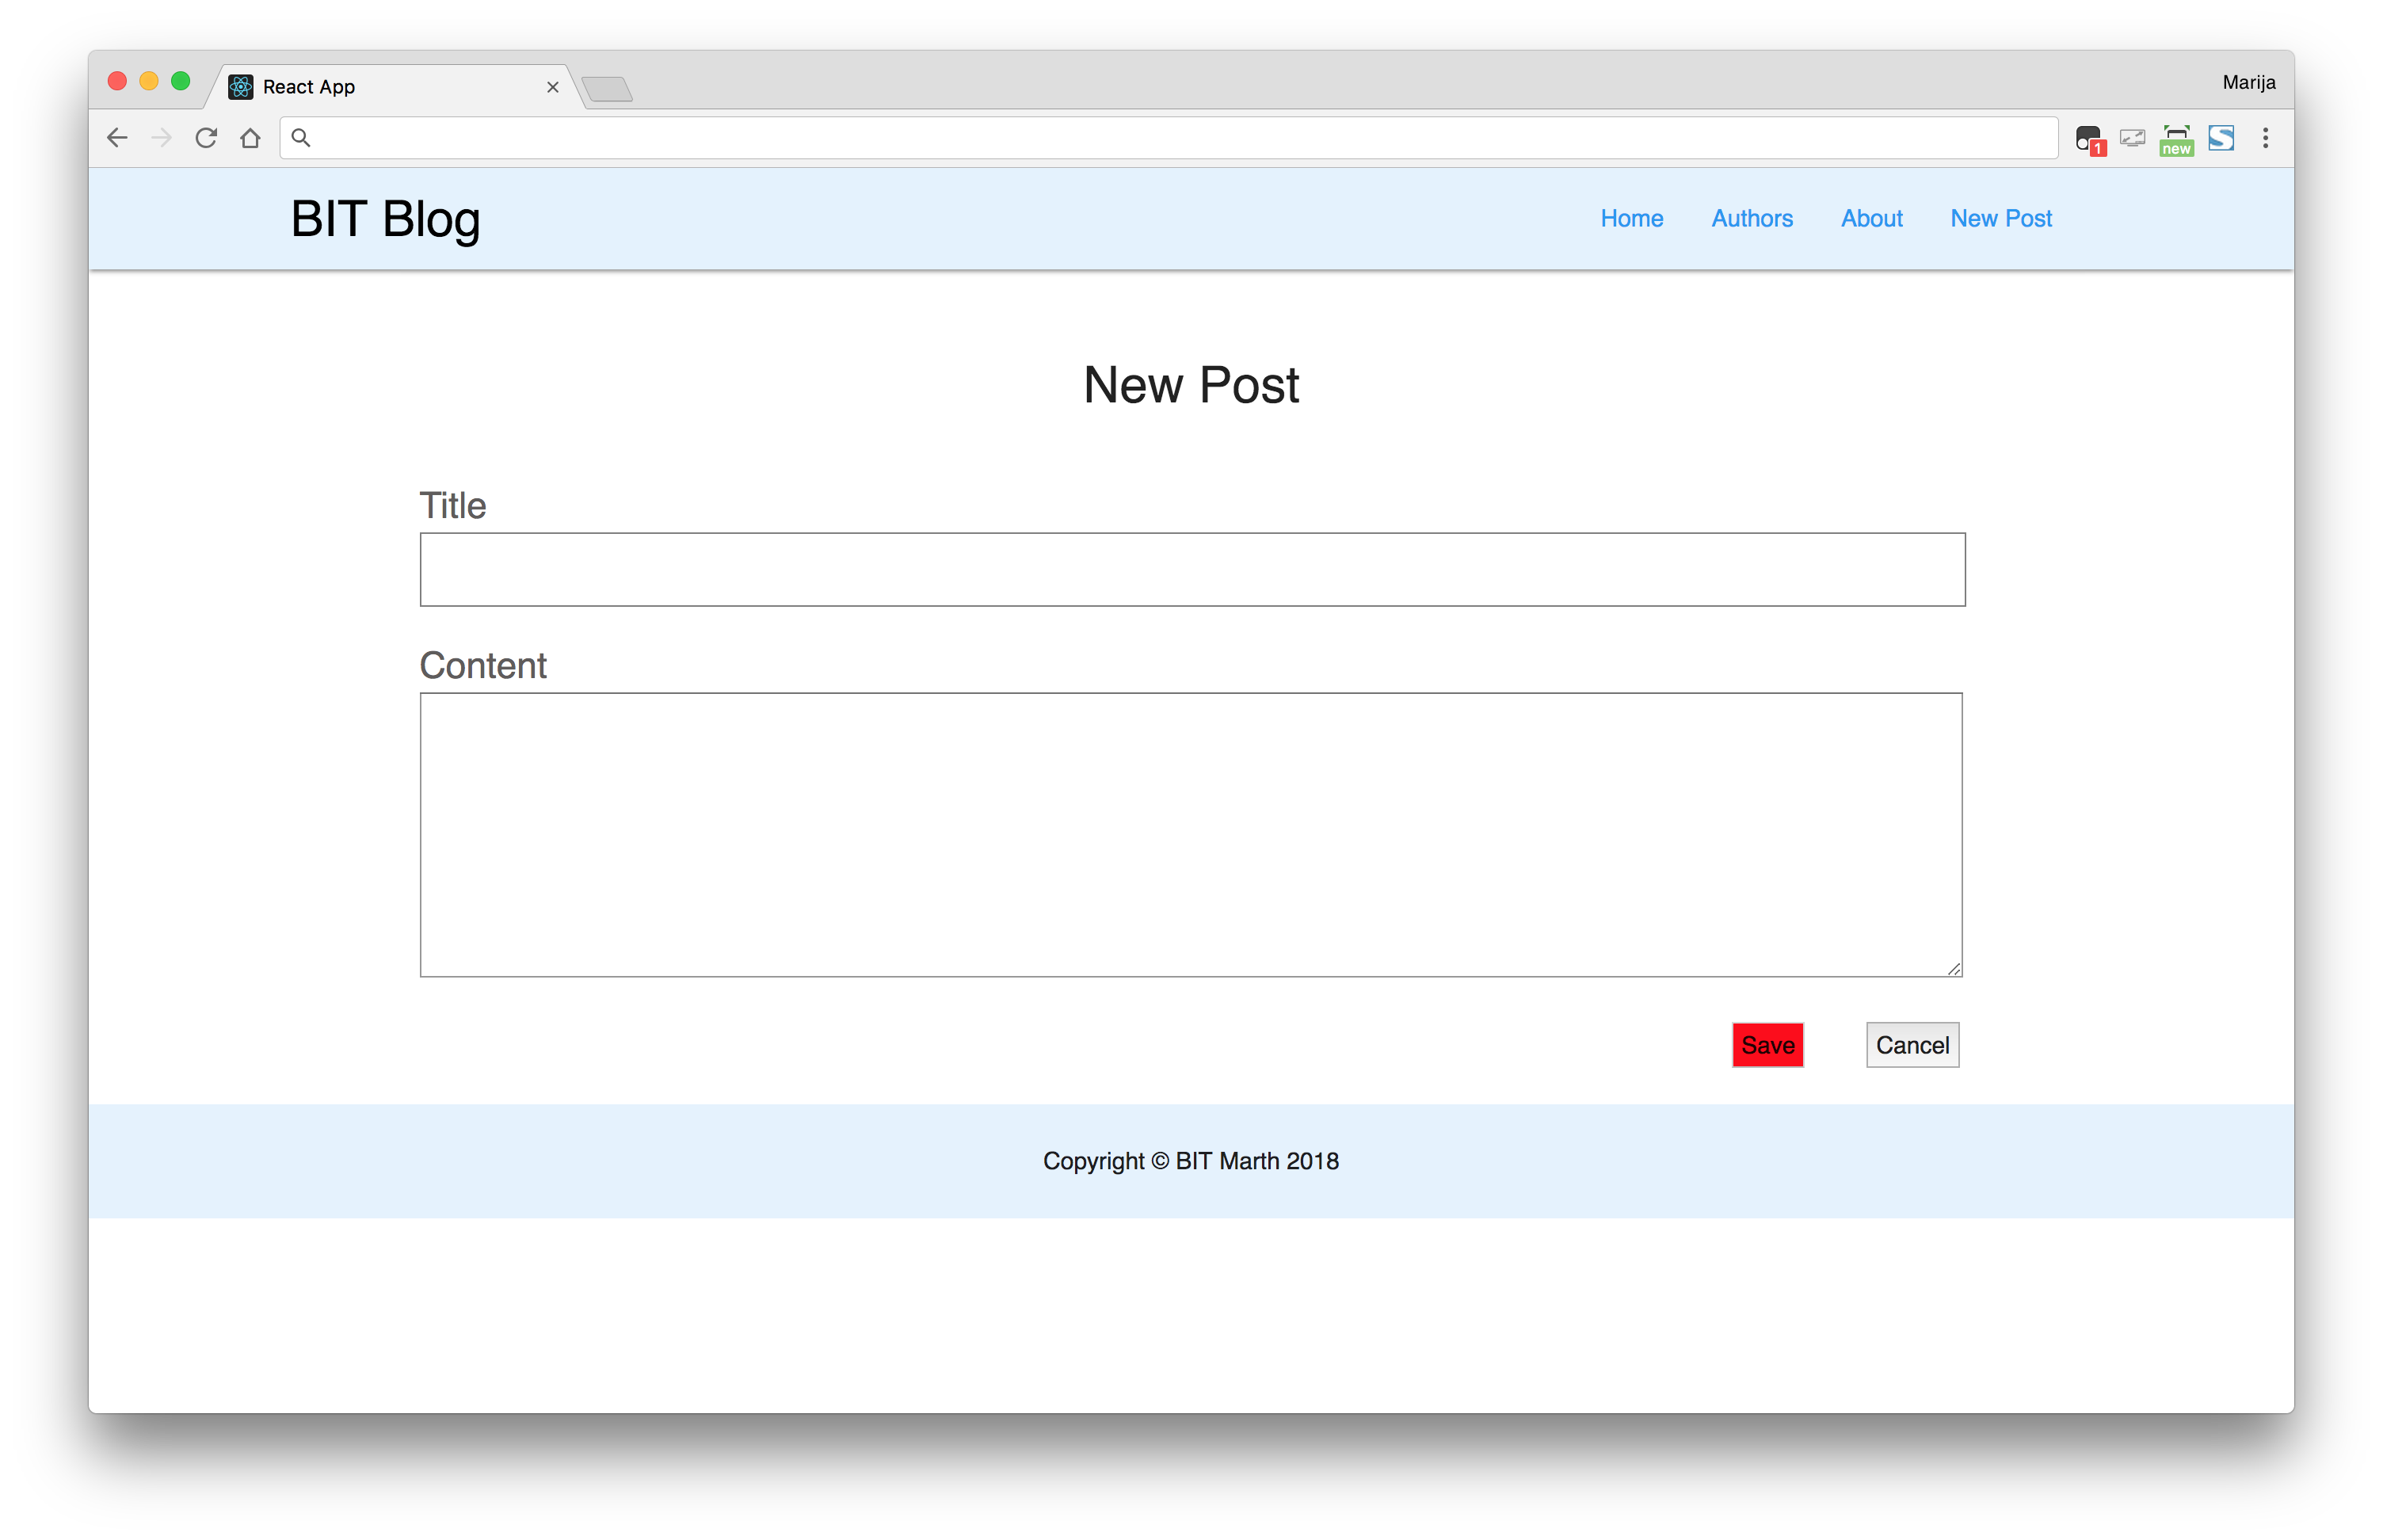 React App
Marija
1
new
BIT Blog
Home Authors About New Post
New Post
Title
Content
Save Cancel
Copyright © BIT Marth 2018